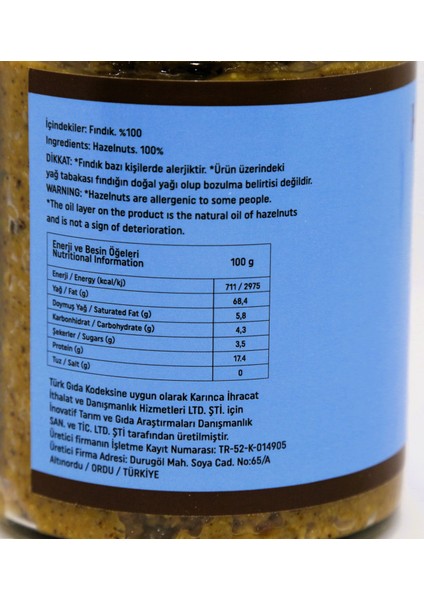 İçindekiler: Fındık. %100
Ingredients: Hazelnuts. 100%
DİKKAT: *Fındık bazı kişilerde alerjiktir. *Ürün üzerindeki
yağ tabakası fındığın doğal yağı olup bozulma belirtisi değildir.
WARNING: *Hazelnuts are allergenic to some people.
*The oil layer on the product is the natural oil of hazelnuts
and is not a sign of deterioration.
Enerji ve Besin Öğeleri
Nutritional Information 100 g
Enerji / Energy (kcal/kj) 711 / 2975
Yağ / Fat (g) 68,4
Doymuş Yağ / Saturated Fat (g) 5,8
Karbonhidrat / Carbohydrate (g) 4,3
Şekerler / Sugars (g) 3,5
Protein (g) 17.4
Tuz / Salt (g) 0
Türk Gıda Kodeksine uygun olarak Karınca İhracat
İthalat ve Danışmanlık Hizmetleri LTD. ŞTİ. için
İnovatif Tarım ve Gıda Araştırmaları Danışmanlık
SAN. ve TİC. LTD. ŞTİ tarafından üretilmiştir.
Üretici firmanın İşletme Kayıt Numarası: TR-52-K-014905
Üretici Firma Adresi: Durugöl Mah. Soya Cad. No:65/A
Altınordu / ORDU / TÜRKİYE